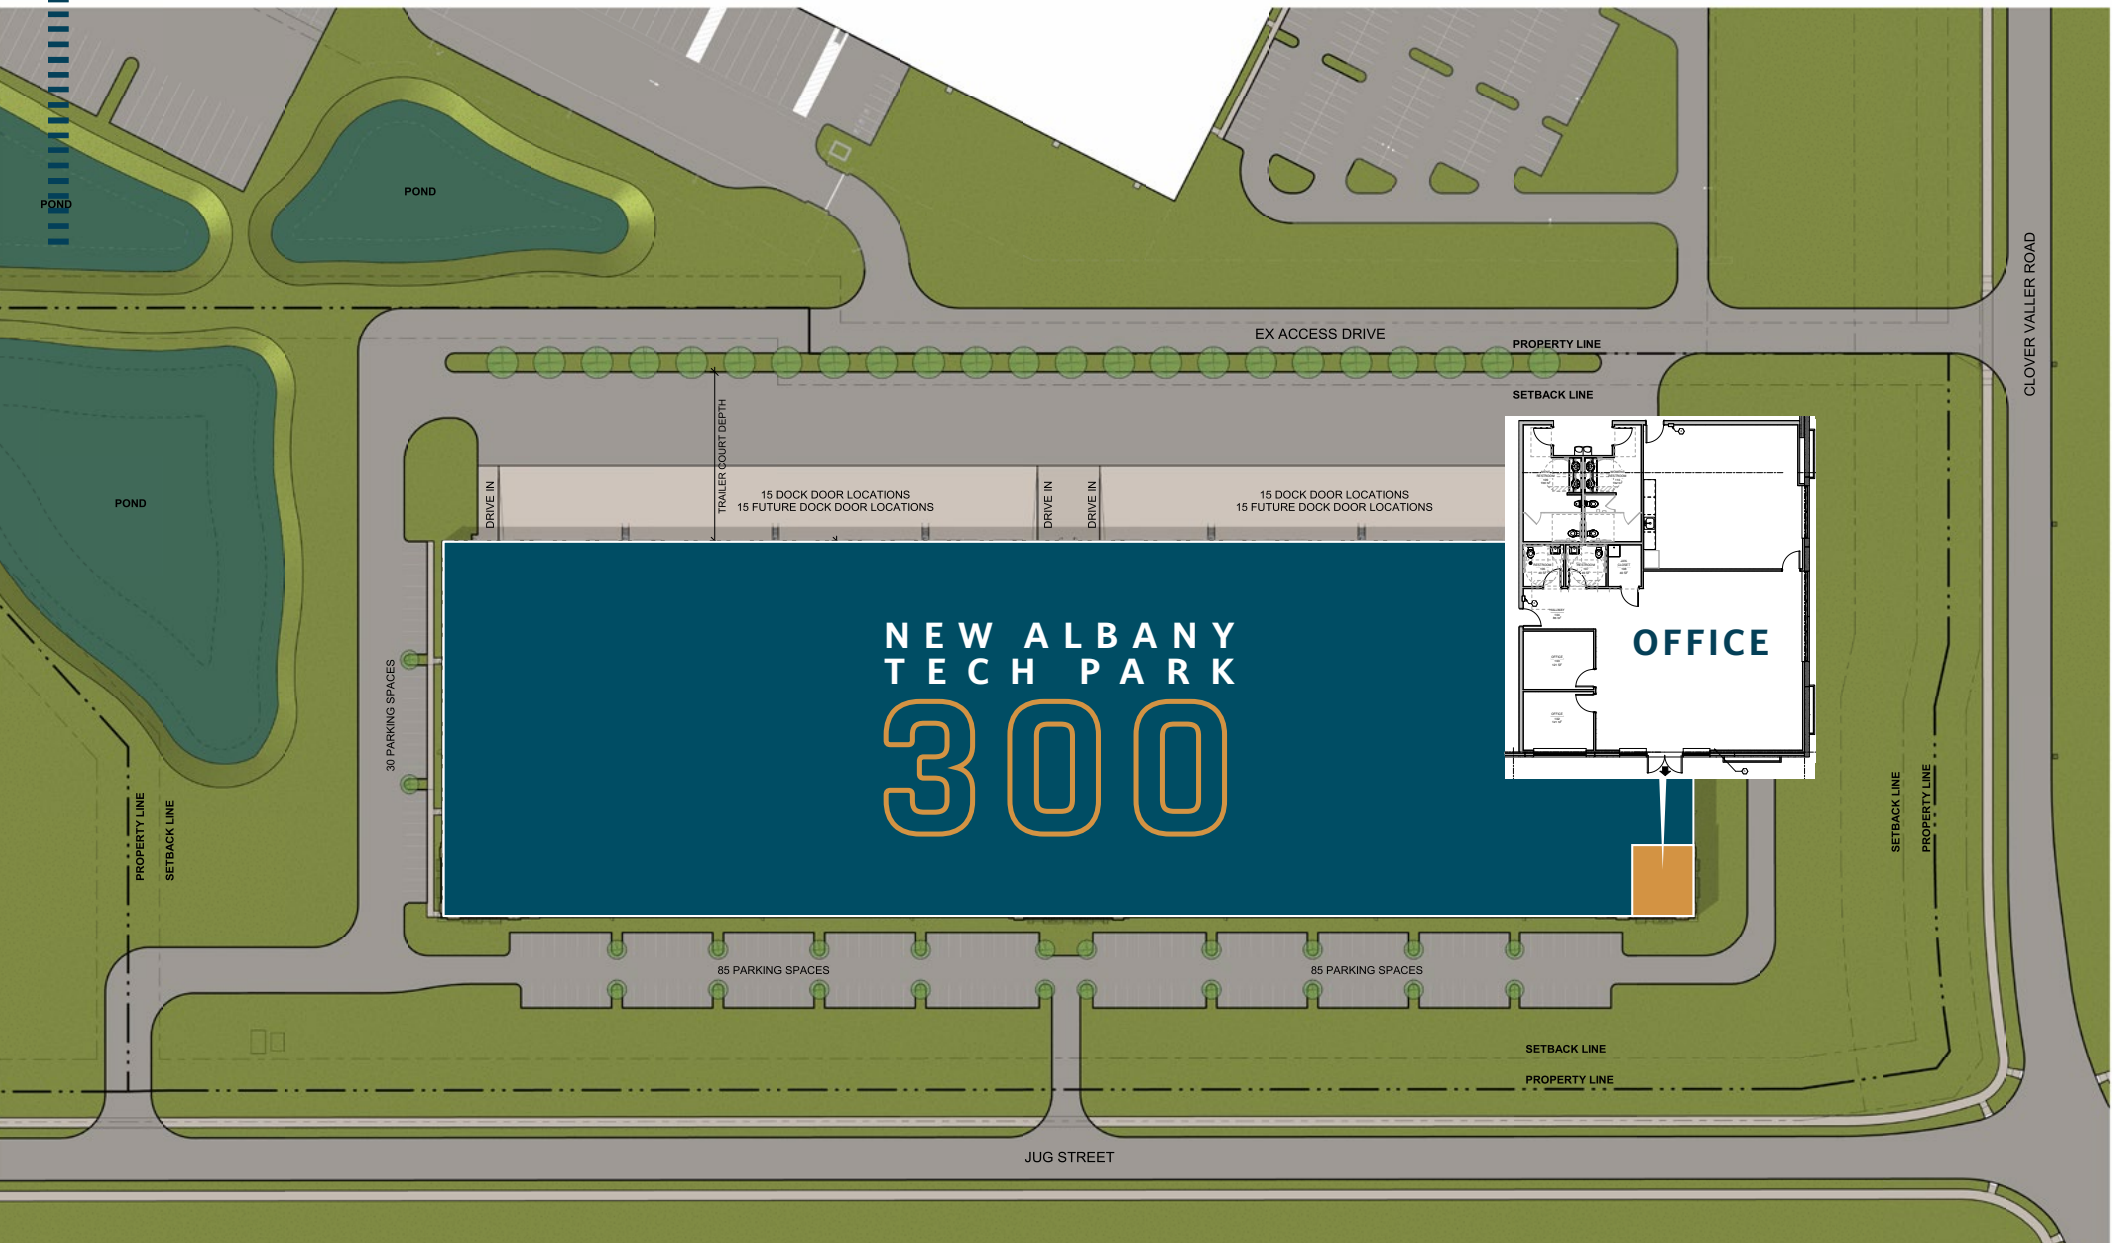 POND
POND
CLOVER VALLER ROAD
EX ACCESS DRIVE
PROPERTY LINE
SETBACK LINE
TRAILER COURT DEPTH
DRIVE IN
15 DOCK DOOR LOCATIONS
15 FUTURE DOCK DOOR LOCATIONS
DRIVE IN
DRIVE IN
15 DOCK DOOR LOCATIONS
15 FUTURE DOCK DOOR LOCATIONS
POND
NEW ALBANY
TECH PARK
300
OFFICE
OFFICE
OFFICE
30 PARKING SPACES
PROPERTY LINE
SETBACK LINE
SETBACK LINE
PROPERTY LINE
85 PARKING SPACES
85 PARKING SPACES
SETBACK LINE
PROPERTY LINE
JUG STREET